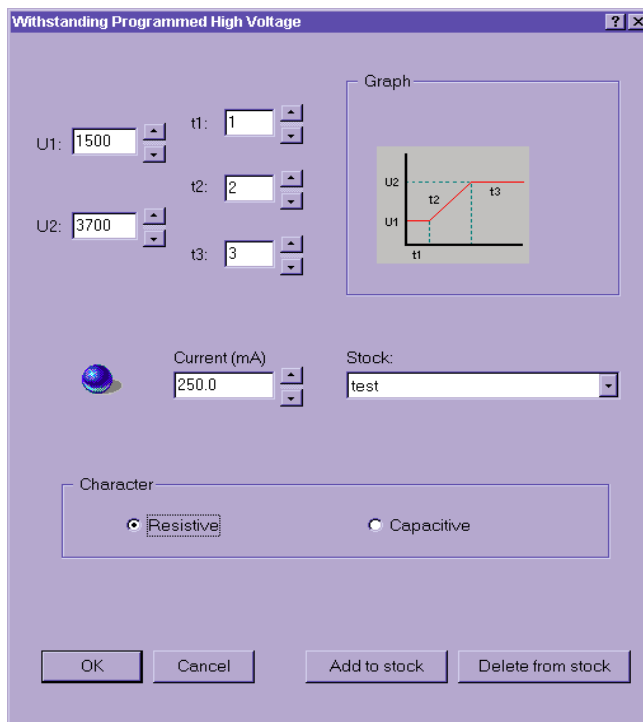 Withstanding Programmed High Voltage
U1: 1500
U2: 3700
t1: 1
t2: 2
t3: 3
Graph
U2
U1
t2
t3
t1
Current (mA)
250.0
Stock:
test
Character
Resistive
Capacitive
OK
Cancel
Add to stock
Delete from stock